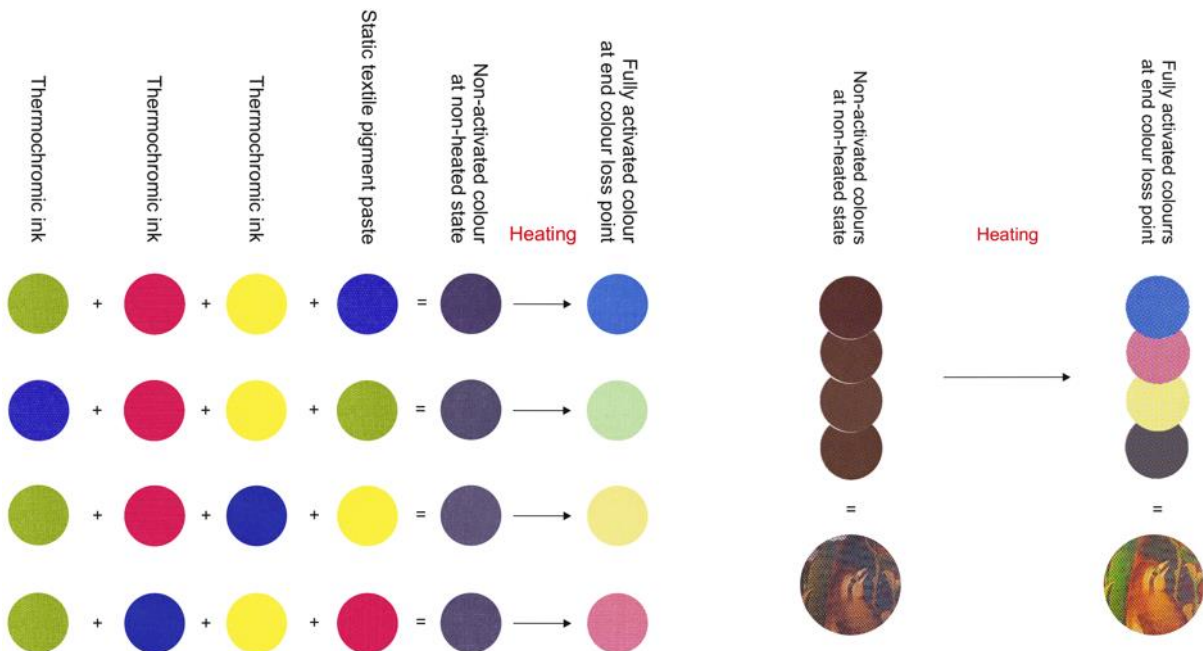 Thermochromic ink
Thermochromic ink
Thermochromic ink
Static textile pigment paste
Non-activated colour
at non-heated state
Heating
Fully activated colour
at end colour loss point
Non-activated colours
at non-heated state
Heating
Fully activated colourrs
at end colour loss point
+ + + =
+ + + =
+ + + =
+ + + =
= =